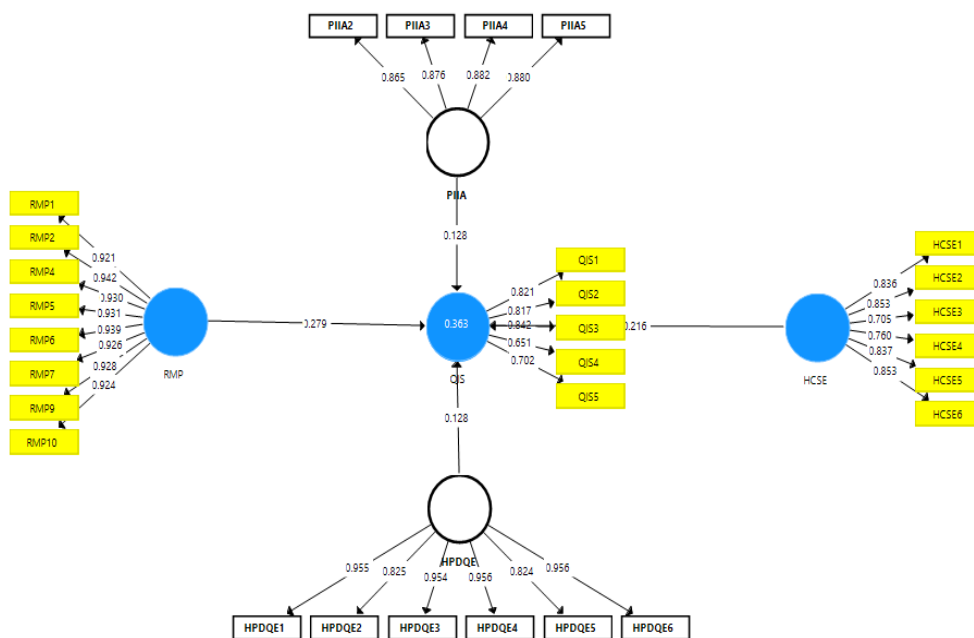 PIIA2 PIIA3 PIIA4 PIIA5
0.865 0.876 0.882 0.880
PIIA
0.128
RMP1
RMP2
RMP4
RMP5
RMP6
RMP7
RMP9
RMP10
0.921
0.942
0.930
0.931
0.939
0.926
0.928
0.924
RMP
0.279
0.363
QIS
0.821
0.817
0.842
0.651
0.702
QIS1
QIS2
QIS3
QIS4
QIS5
0.216
HCSE
0.836
0.853
0.705
0.760
0.837
0.853
HCSE1
HCSE2
HCSE3
HCSE4
HCSE5
HCSE6
0.128
HPDQE
0.955 0.825 0.954 0.956 0.824 0.956
HPDQE1 HPDQE2 HPDQE3 HPDQE4 HPDQE5 HPDQE6